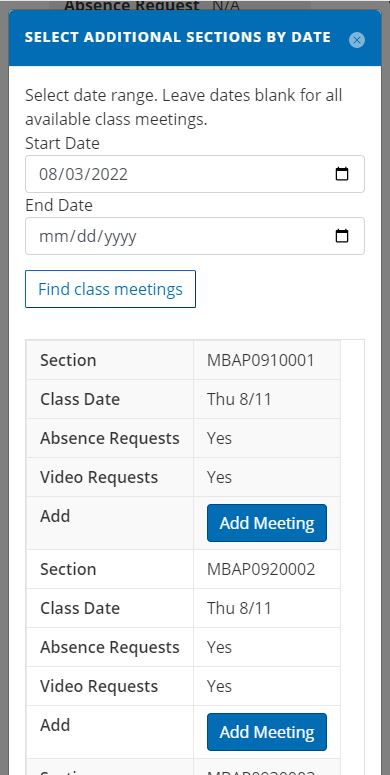 Absence Request N/A
SELECT ADDITIONAL SECTIONS BY DATE
Select date range. Leave dates blank for all
available class meetings.
Start Date
08/03/2022
End Date
mm/dd/yyyy
Find class meetings
Section MBAP0910001
Class Date Thu 8/11
Absence Requests Yes
Video Requests Yes
Add Add Meeting
Section MBAP0920002
Class Date Thu 8/11
Absence Requests Yes
Video Requests Yes
Add Add Meeting